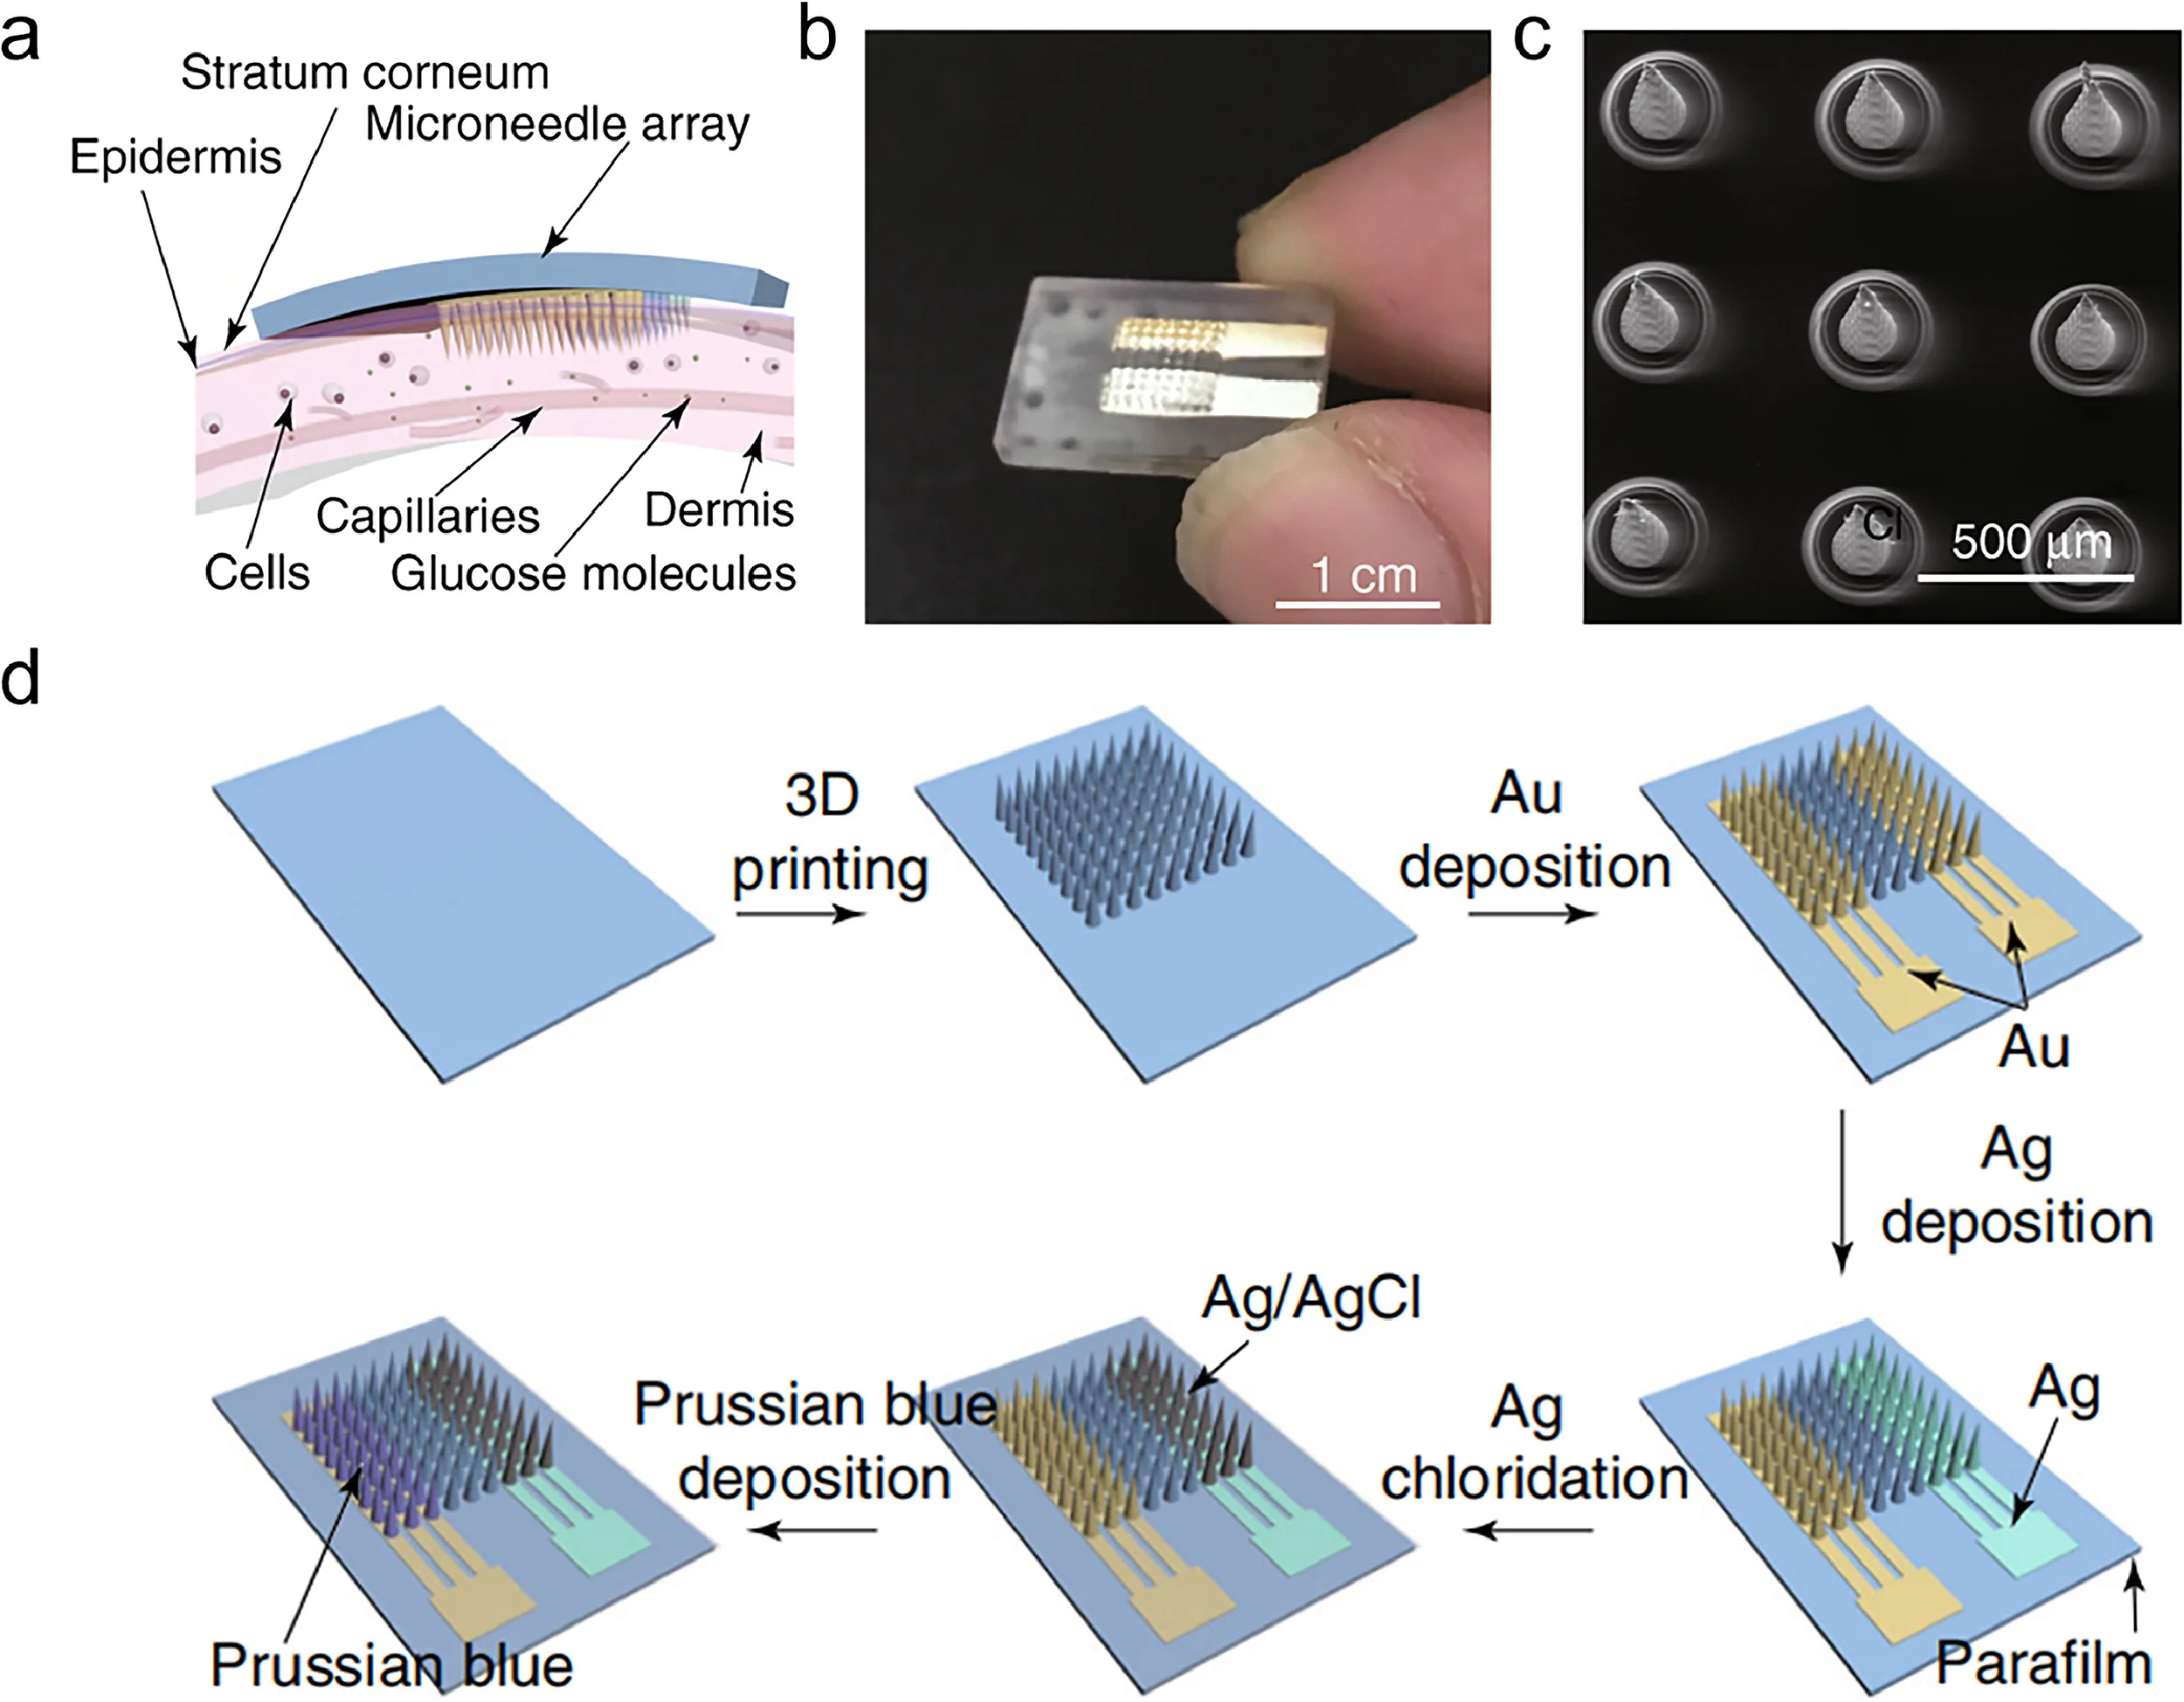 a
Stratum corneum
Microneedle array
Epidermis
Capillaries
Dermis
Cells
Glucose molecules
b
1 cm
c
Cl
500 μm
d
3D
printing
Au
deposition
Au
Ag
deposition
Ag/AgCl
Prussian blue
deposition
Ag
chloridation
Ag
Prussian blue
Parafilm